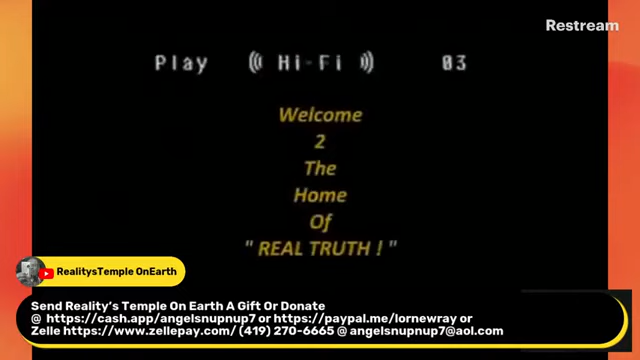 Restream
Play (( Hi-Fi )) 03
Welcome
2
The
Home
Of
" REAL TRUTH ! "
RealitysTemple OnEarth
Send Reality's Temple On Earth A Gift Or Donate
@ https://cash.app/angelsnupnup7 or https://paypal.me/lornewray or
Zelle https://www.zellepay.com/ (419) 270-6665 @ angelsnupnup7@aol.com